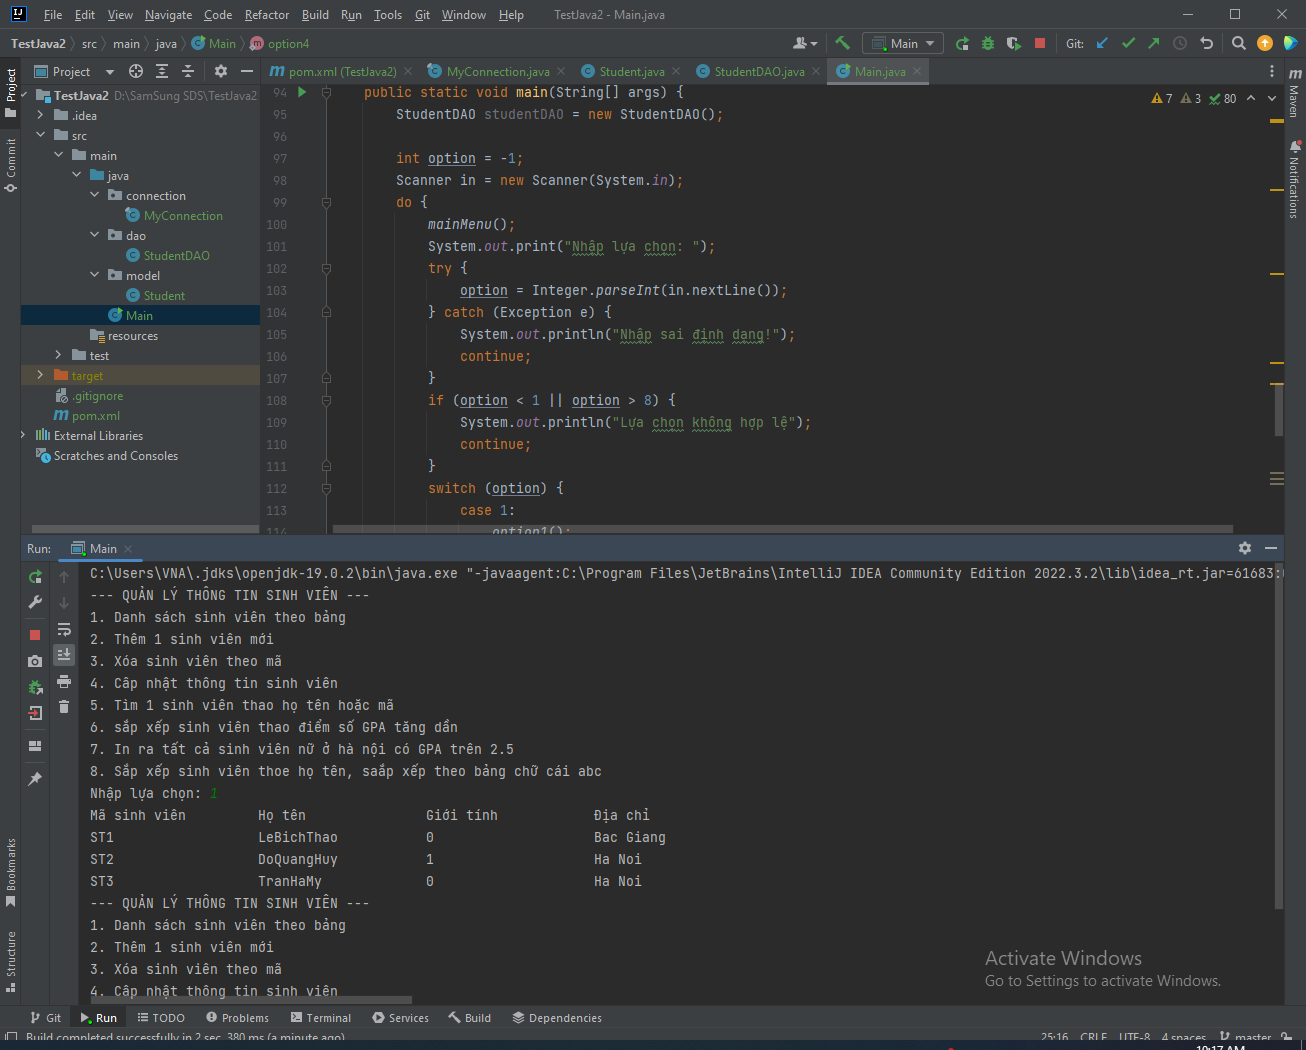 File Edit View Navigate Code Refactor Build Run Tools Git Window Help TestJava2 - Main.java
TestJava2 src main java Main option4
Main
Git:
Project
pom.xml (TestJava2)
MyConnection.java
Student.java
StudentDAO.java
Main.java
Project
Commit
TestJava2 D:\SamSung SDS\TestJava2
.idea
src
main
java
connection
MyConnection
dao
StudentDAO
model
Student
Main
resources
test
target
.gitignore
pom.xml
External Libraries
Scratches and Consoles
7 3 80
94 public static void main(String[] args) {
95 StudentDAO studentDAO = new StudentDAO();
96
97 int option = -1;
98 Scanner in = new Scanner(System.in);
99 do {
100 mainMenu();
101 System.out.print("Nhập lựa chọn: ");
102 try {
103 option = Integer.parseInt(in.nextLine());
104 } catch (Exception e) {
105 System.out.println("Nhập sai định dạng!");
106 continue;
107 }
108 if (option < 1 || option > 8) {
109 System.out.println("Lựa chọn không hợp lệ");
110 continue;
111 }
112 switch (option) {
113 case 1:
114 option1();
Maven
Notifications
Run: Main
C:\Users\VNA\.jdks\openjdk-19.0.2\bin\java.exe "-javaagent:C:\Program Files\JetBrains\IntelliJ IDEA Community Edition 2022.3.2\lib\idea_rt.jar=61683:
--- QUẢN LÝ THÔNG TIN SINH VIÊN ---
1. Danh sách sinh viên theo bảng
2. Thêm 1 sinh viên mới
3. Xóa sinh viên theo mã
4. Câp nhật thông tin sinh viên
5. Tìm 1 sinh viên thao họ tên hoặc mã
6. sắp xếp sinh viên thao điểm số GPA tăng dần
7. In ra tất cả sinh viên nữ ở hà nội có GPA trên 2.5
8. Sắp xếp sinh viên thoe họ tên, saắp xếp theo bảng chữ cái abc
Nhập lựa chọn: 1
Mã sinh viên Họ tên Giới tính Địa chỉ
ST1 LeBichThao 0 Bac Giang
ST2 DoQuangHuy 1 Ha Noi
ST3 TranHaMy 0 Ha Noi
--- QUẢN LÝ THÔNG TIN SINH VIÊN ---
1. Danh sách sinh viên theo bảng
2. Thêm 1 sinh viên mới
3. Xóa sinh viên theo mã
4. Câp nhật thông tin sinh viên
Bookmarks
Structure
Activate Windows
Go to Settings to activate Windows.
Git Run TODO Problems Terminal Services Build Dependencies
Build completed successfully in 2 sec, 380 ms (a minute ago)
25:16 CRLF UTF-8 4 spaces master
10:17 AM